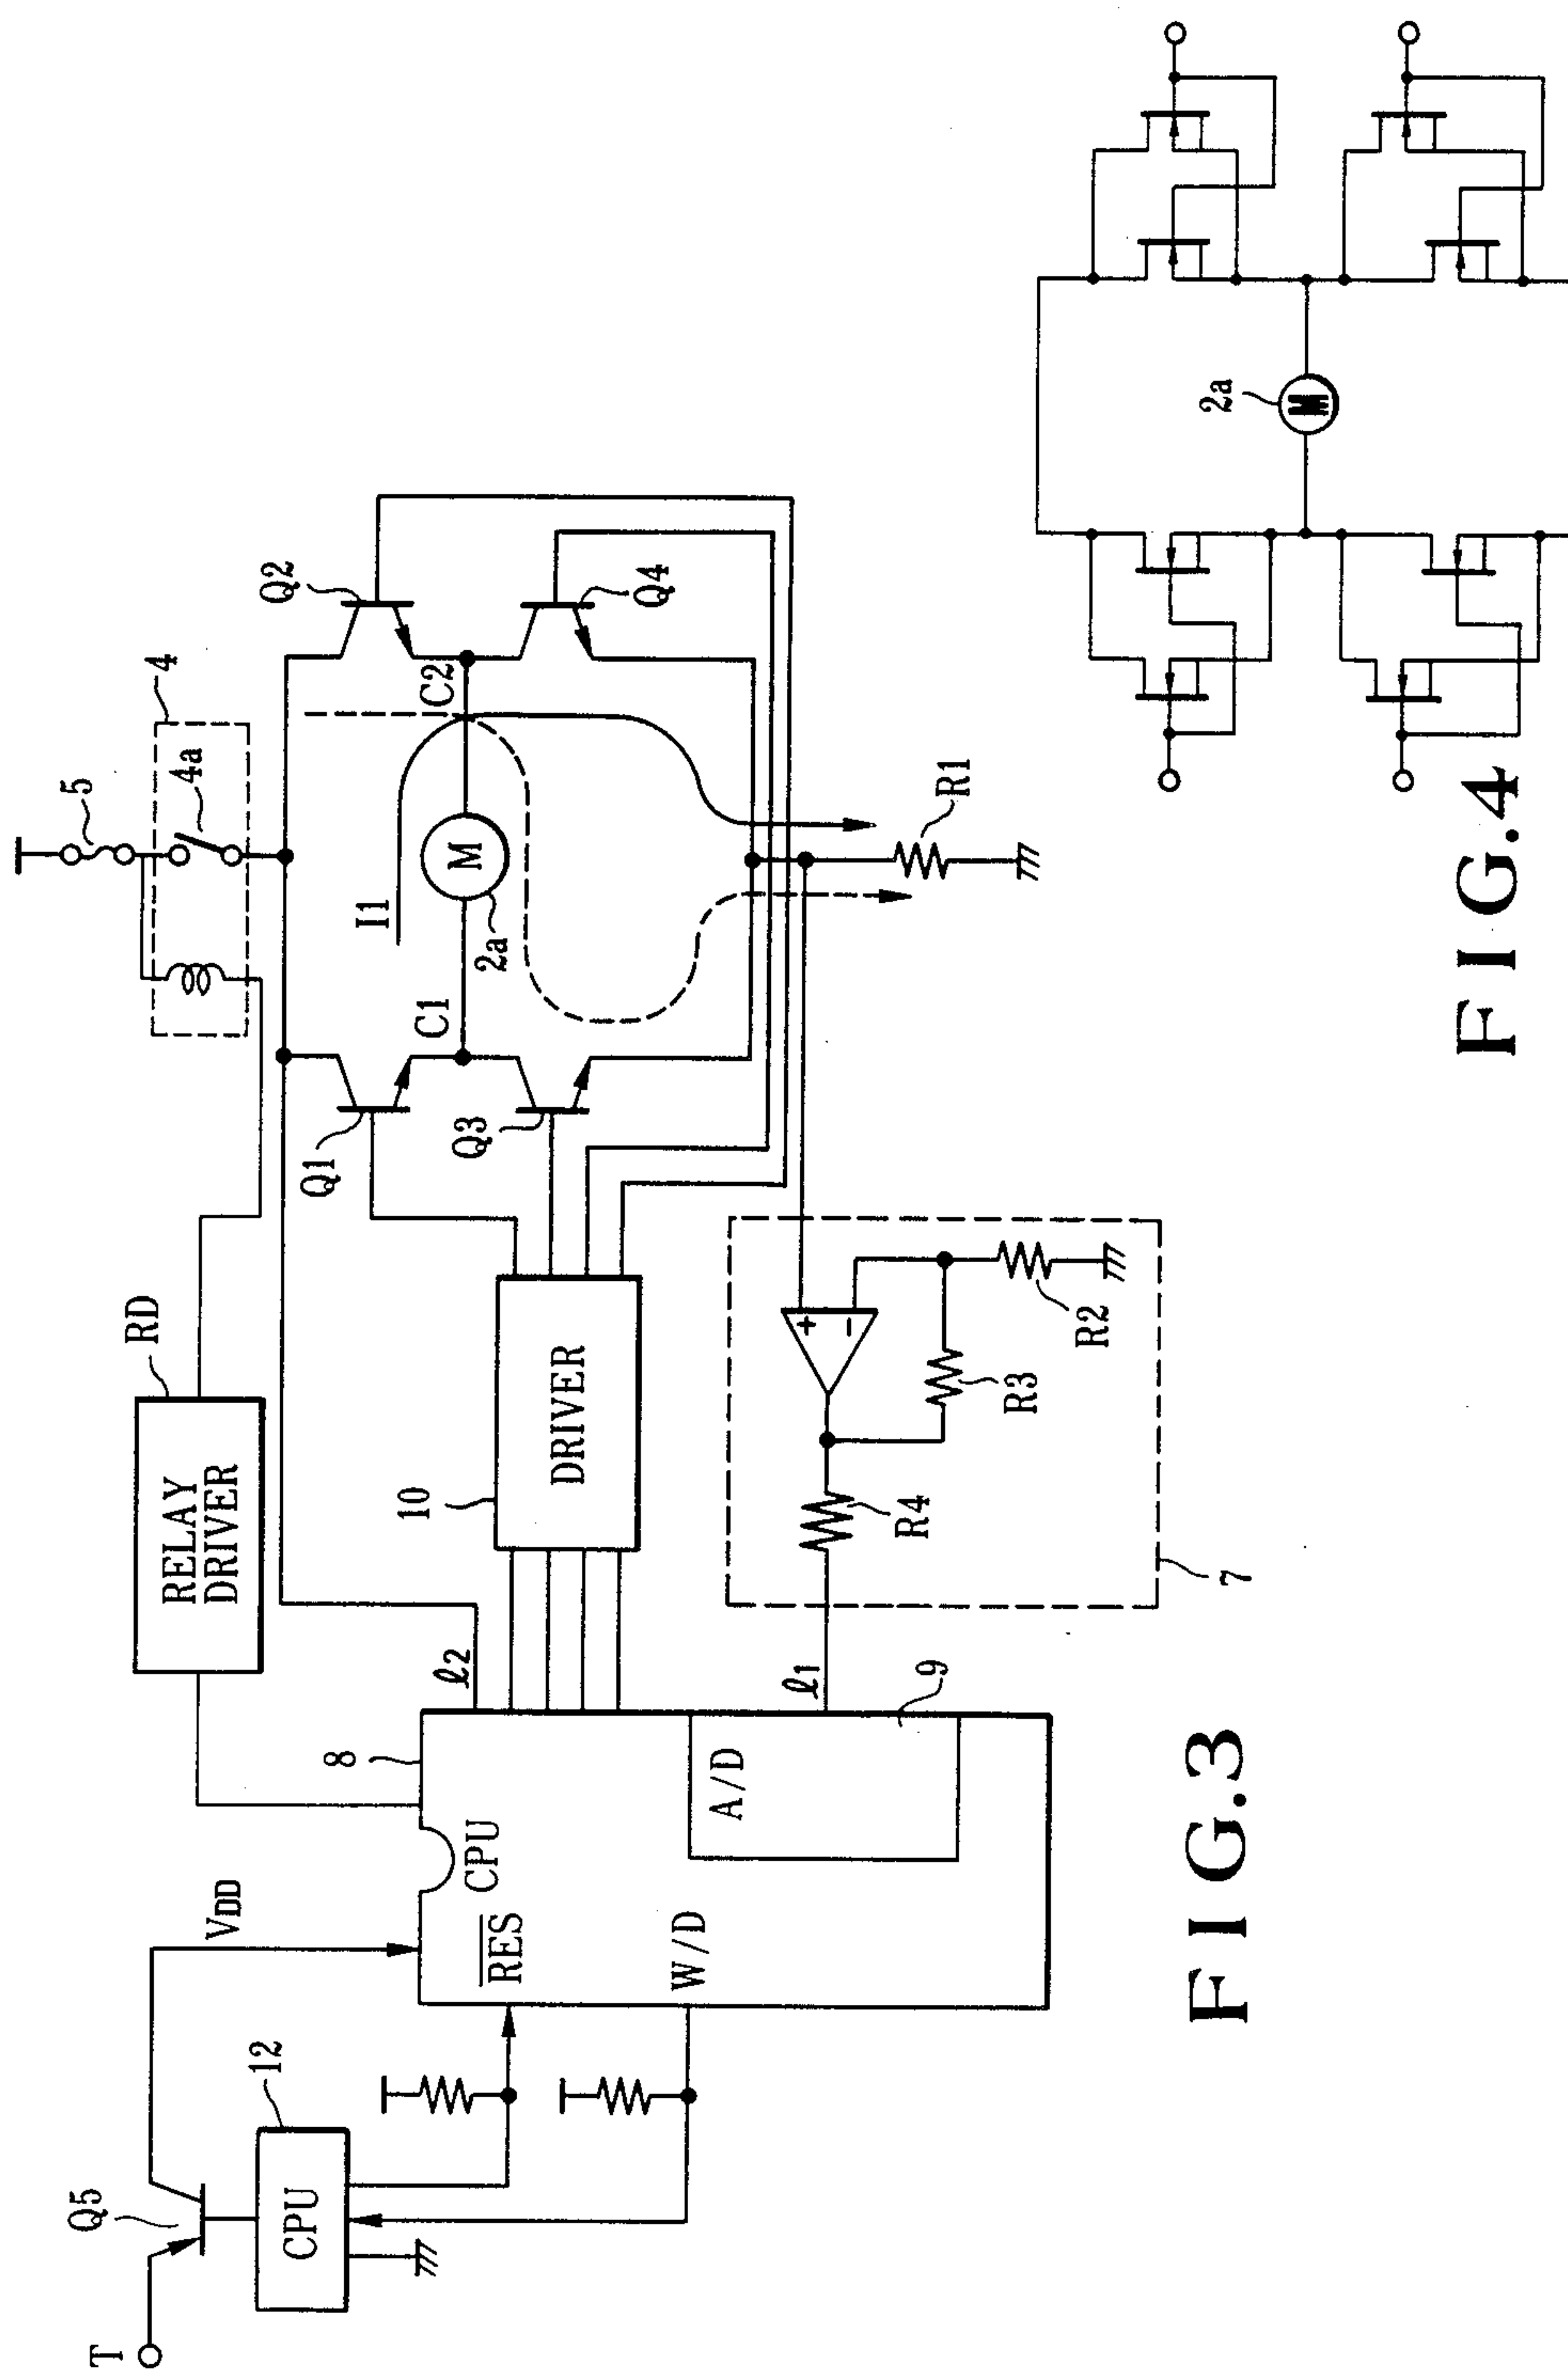 T
Q5
12
CPU
VDD
RELAY
DRIVER
RD
5
4
4a
8
CPU
RES
W/D
A/D
9
ℓ2
ℓ1
10
DRIVER
Q1
Q3
C1
I1
M
2a
C2
Q2
Q4
R1
+
−
R2
R3
R4
7
FIG.3
2a
M
FIG.4